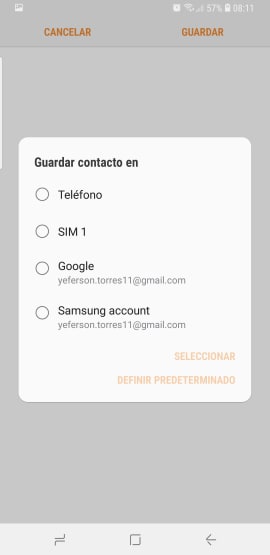 57% 08:11
CANCELAR GUARDAR
Guardar contacto en
Teléfono
SIM 1
Google
yeferson.torres11@gmail.com
Samsung account
yeferson.torres11@gmail.com
SELECCIONAR
DEFINIR PREDETERMINADO